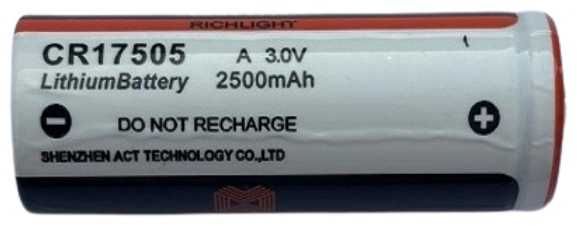 RICHLIGHT
CR17505 A 3.0V
LithiumBattery 2500mAh
DO NOT RECHARGE
SHENZHEN ACT TECHNOLOGY CO.,LTD